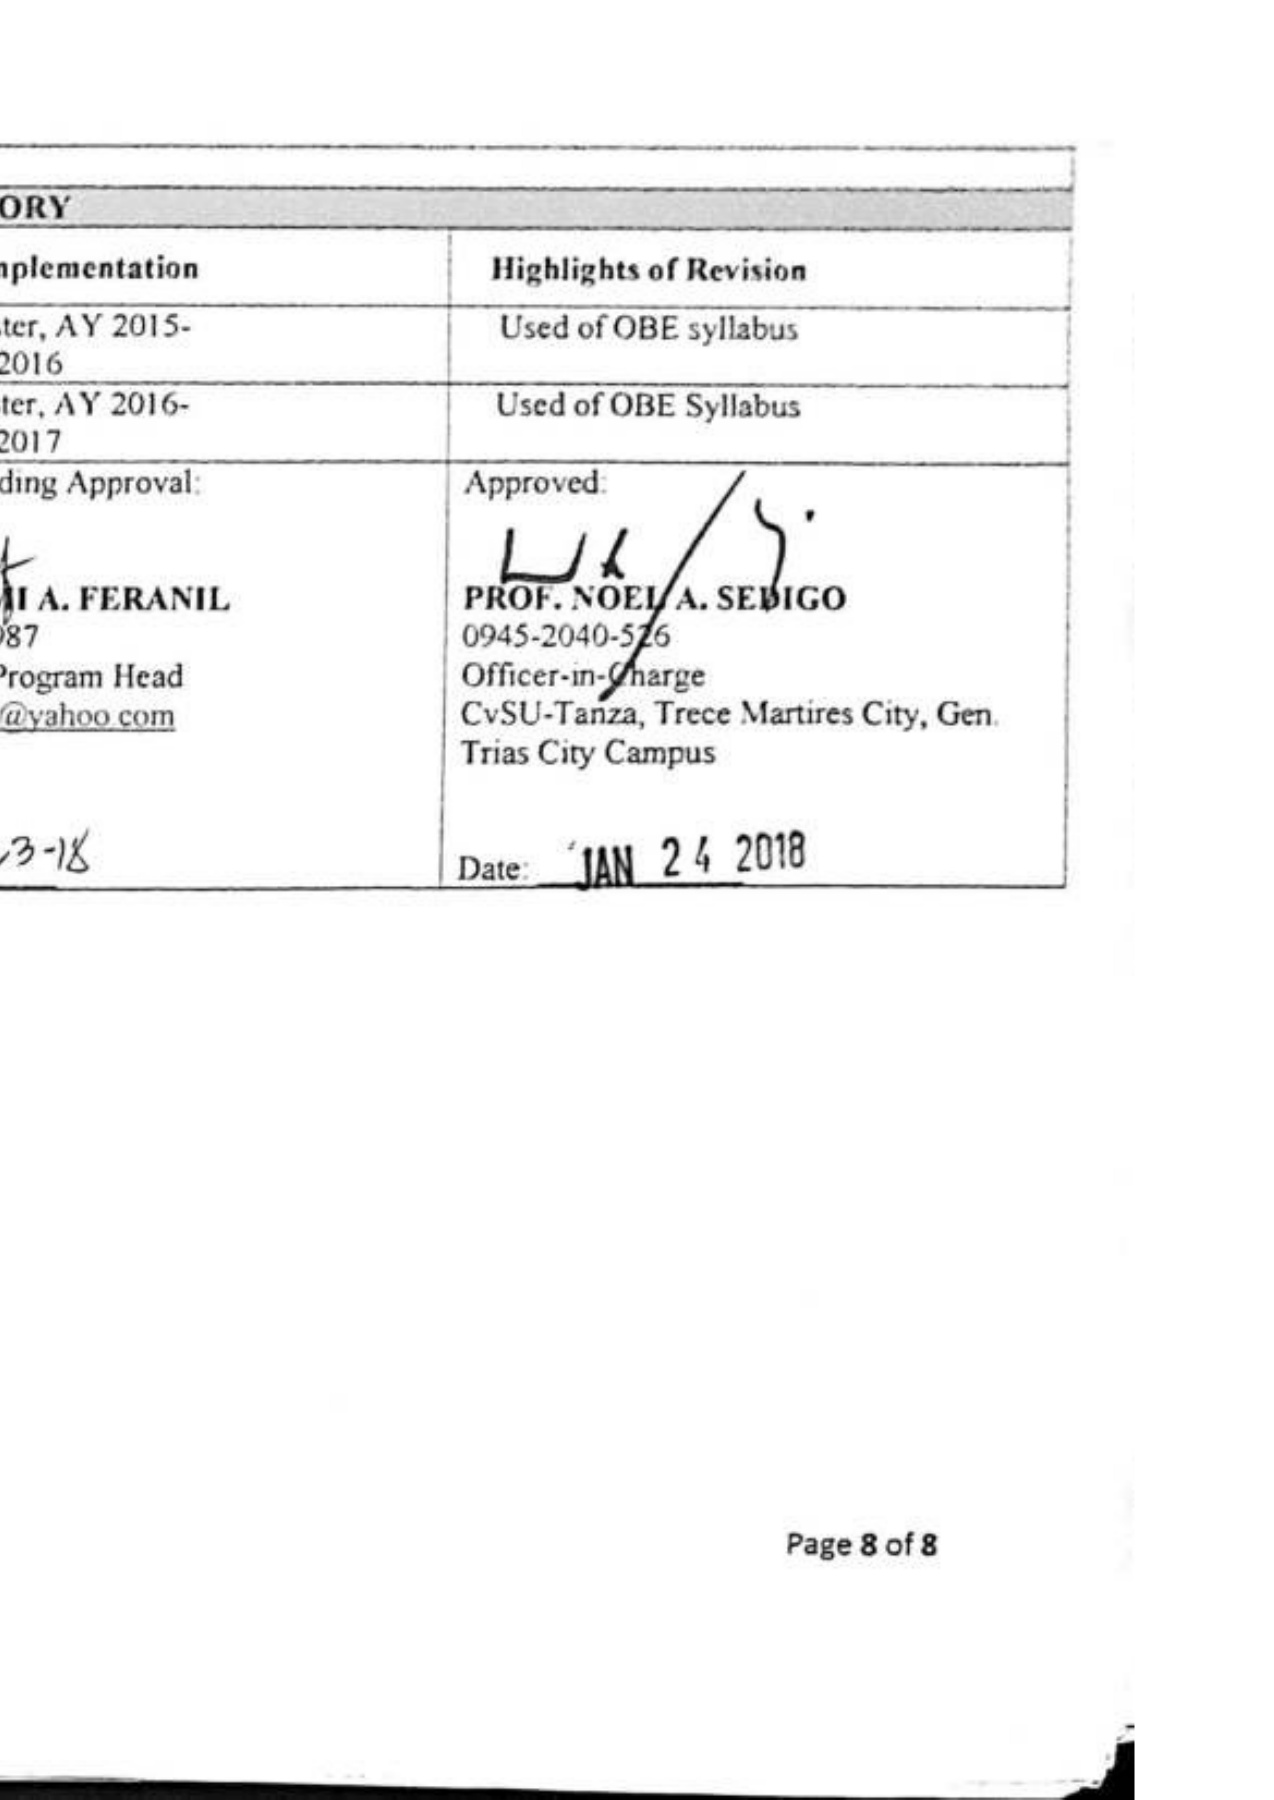 ORY
nplementation
Highlights of Revision
ter, AY 2015-
2016
Used of OBE syllabus
ter, AY 2016-
2017
Used of OBE Syllabus
ding Approval:
II A. FERANIL
987
Program Head
@yahoo.com
3-18
Approved:
PROF. NOEL A. SEDIGO
0945-2040-526
Officer-in-Charge
CvSU-Tanza, Trece Martires City, Gen.
Trias City Campus
Date: JAN 24 2018
Page 8 of 8